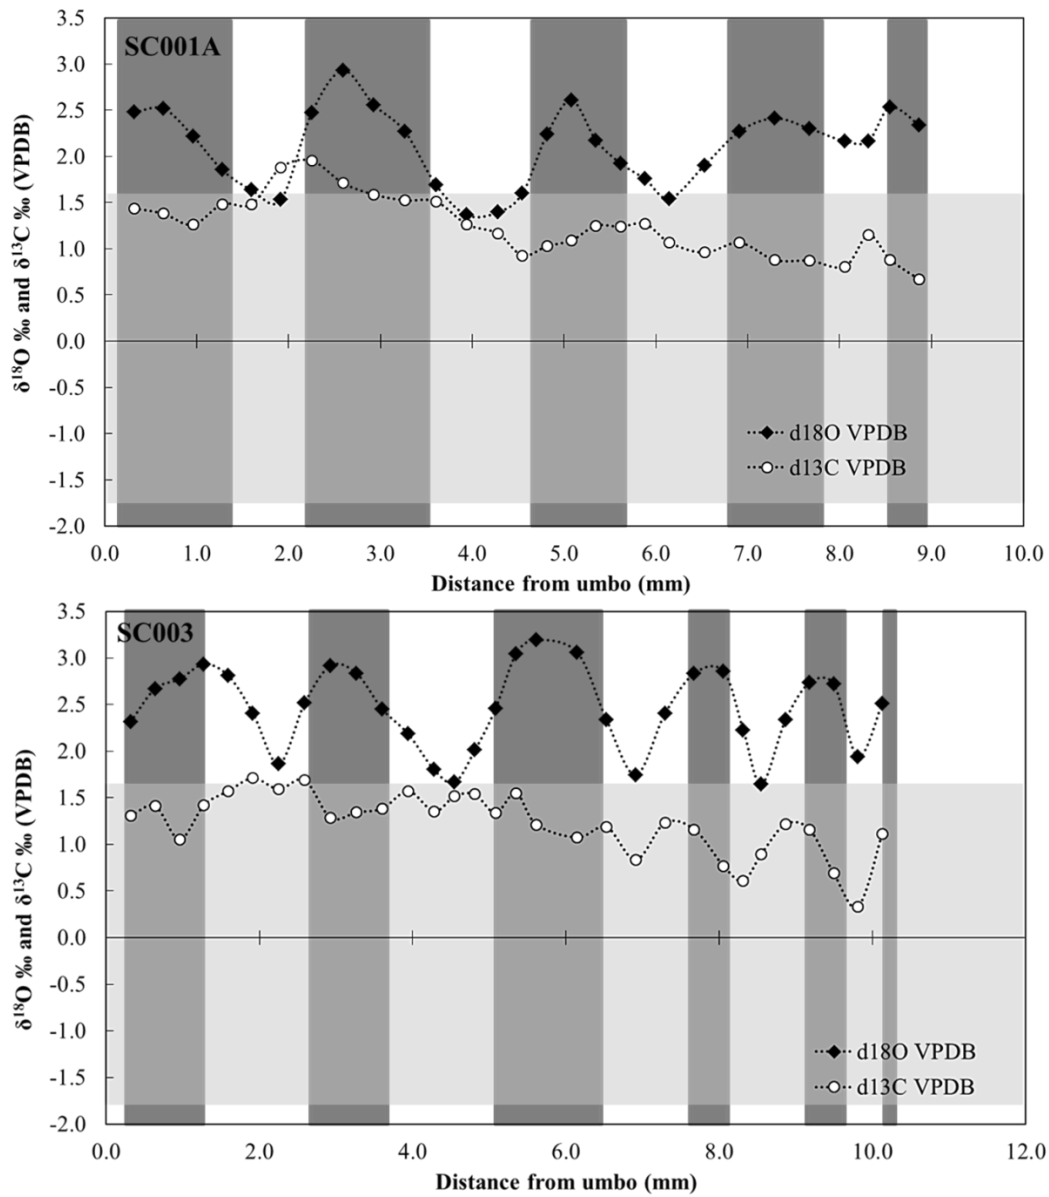 3.5
SC001A
3.0
2.5
2.0
1.5
1.0
0.5
0.0
-0.5
-1.0
-1.5
-2.0
δ¹⁸O ‰ and δ¹³C ‰ (VPDB)
d18O VPDB
d13C VPDB
0.0 1.0 2.0 3.0 4.0 5.0 6.0 7.0 8.0 9.0 10.0
Distance from umbo (mm)
3.5
SC003
3.0
2.5
2.0
1.5
1.0
0.5
0.0
-0.5
-1.0
-1.5
-2.0
δ¹⁸O ‰ and δ¹³C ‰ (VPDB)
d18O VPDB
d13C VPDB
0.0 2.0 4.0 6.0 8.0 10.0 12.0
Distance from umbo (mm)